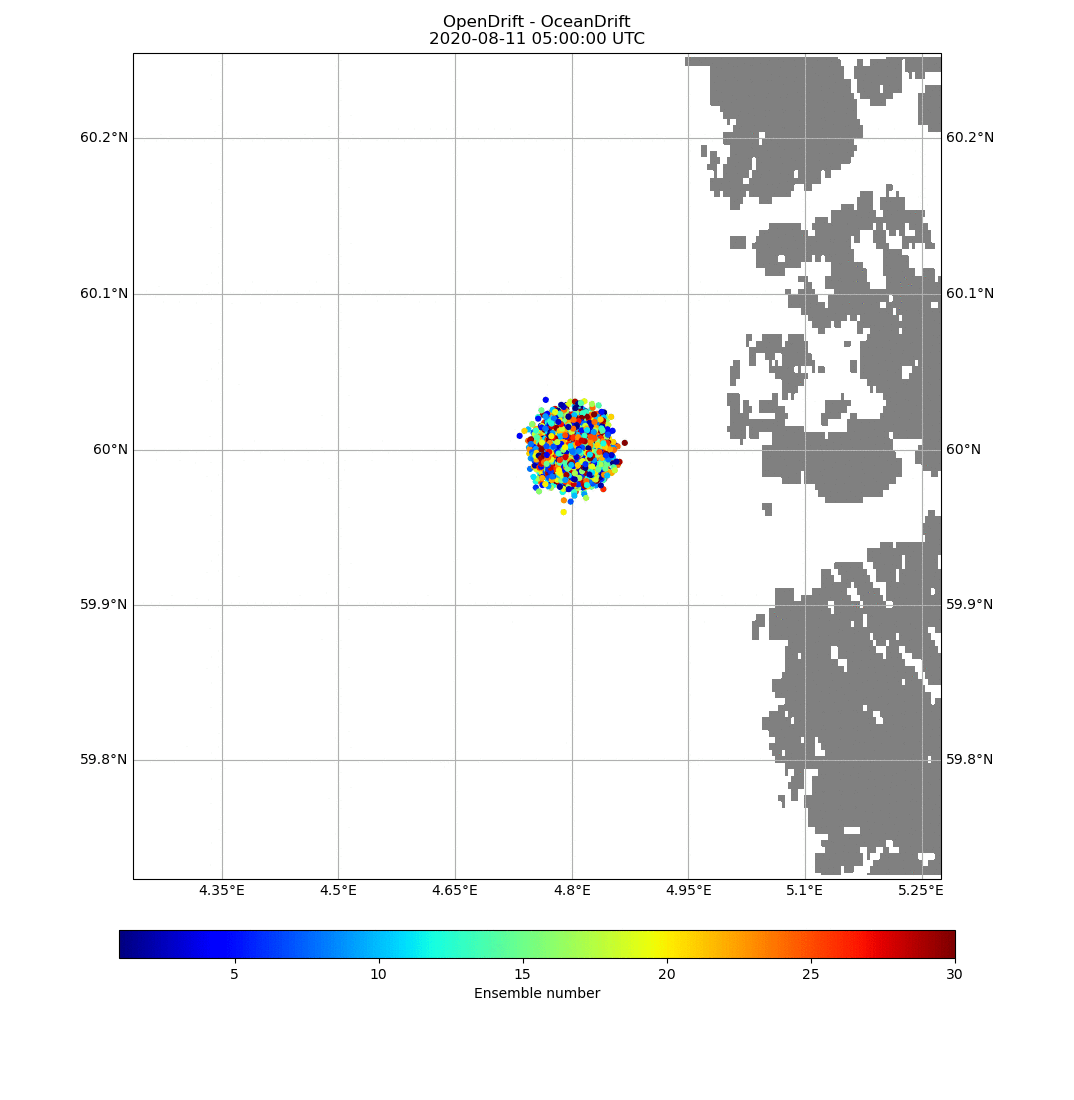 OpenDrift - OceanDrift
2020-08-11 05:00:00 UTC
60.2°N 60.2°N
60.1°N 60.1°N
60°N 60°N
59.9°N 59.9°N
59.8°N 59.8°N
4.35°E 4.5°E 4.65°E 4.8°E 4.95°E 5.1°E 5.25°E
5 10 15 20 25 30
Ensemble number